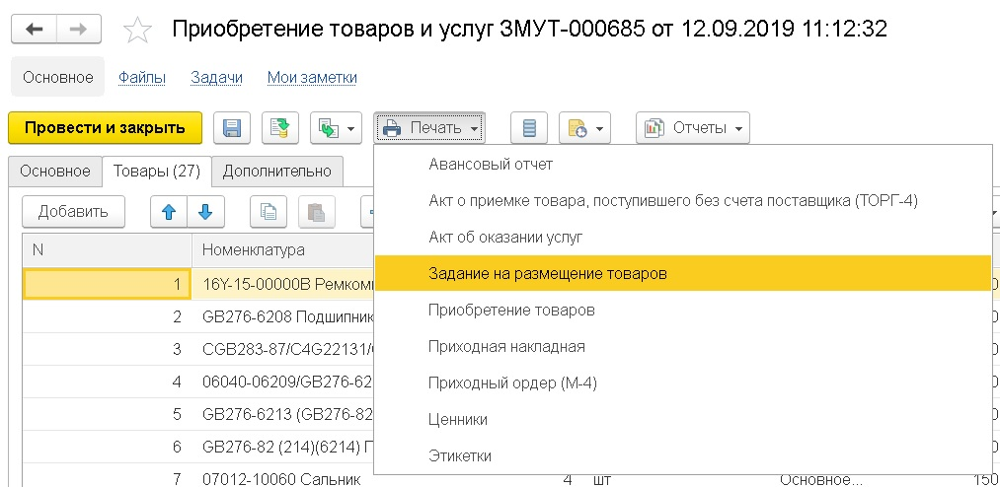 Приобретение товаров и услуг ЗМУТ-000685 от 12.09.2019 11:12:32
Основное Файлы Задачи Мои заметки
Провести и закрыть Печать Отчеты
Основное Товары (27) Дополнительно
Добавить
N Номенклатура
1 16Y-15-00000B Ремком
2 GB276-6208 Подшипник
3 CGB283-87/C4G22131/
4 06040-06209/GB276-62
5 GB276-6213 (GB276-82
6 GB276-82 (214)(6214) П
7 07012-10060 Сальник 4 шт Основное... 150
Авансовый отчет
Акт о приемке товара, поступившего без счета поставщика (ТОРГ-4)
Акт об оказании услуг
Задание на размещение товаров
Приобретение товаров
Приходная накладная
Приходный ордер (М-4)
Ценники
Этикетки